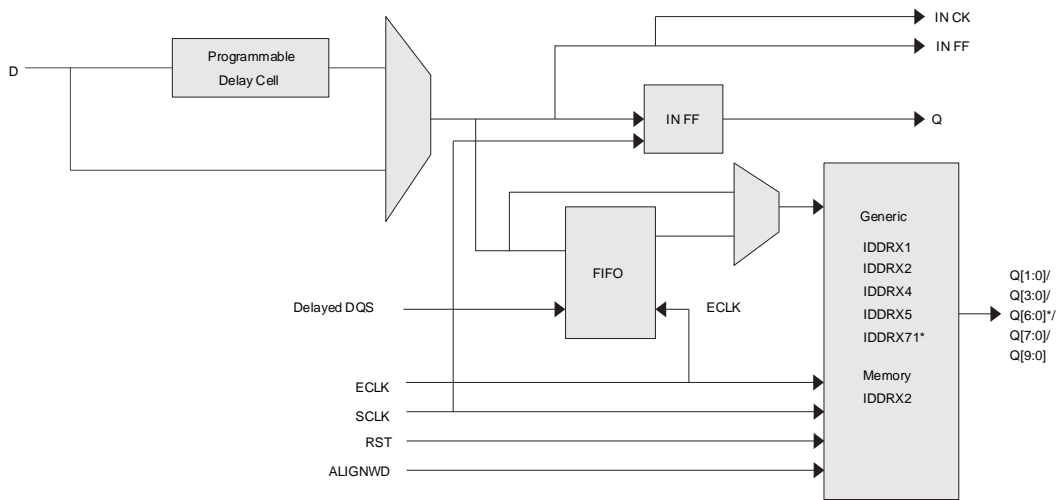 IN CK
IN FF
D
Programmable
Delay Cell
IN FF
Q
Generic
IDDRX1
IDDRX2
IDDRX4
IDDRX5
IDDRX71*
Memory
IDDRX2
FIFO
Delayed DQS
ECLK
Q[1:0]/
Q[3:0]/
Q[6:0]*/
Q[7:0]/
Q[9:0]
ECLK
SCLK
RST
ALIGNWD